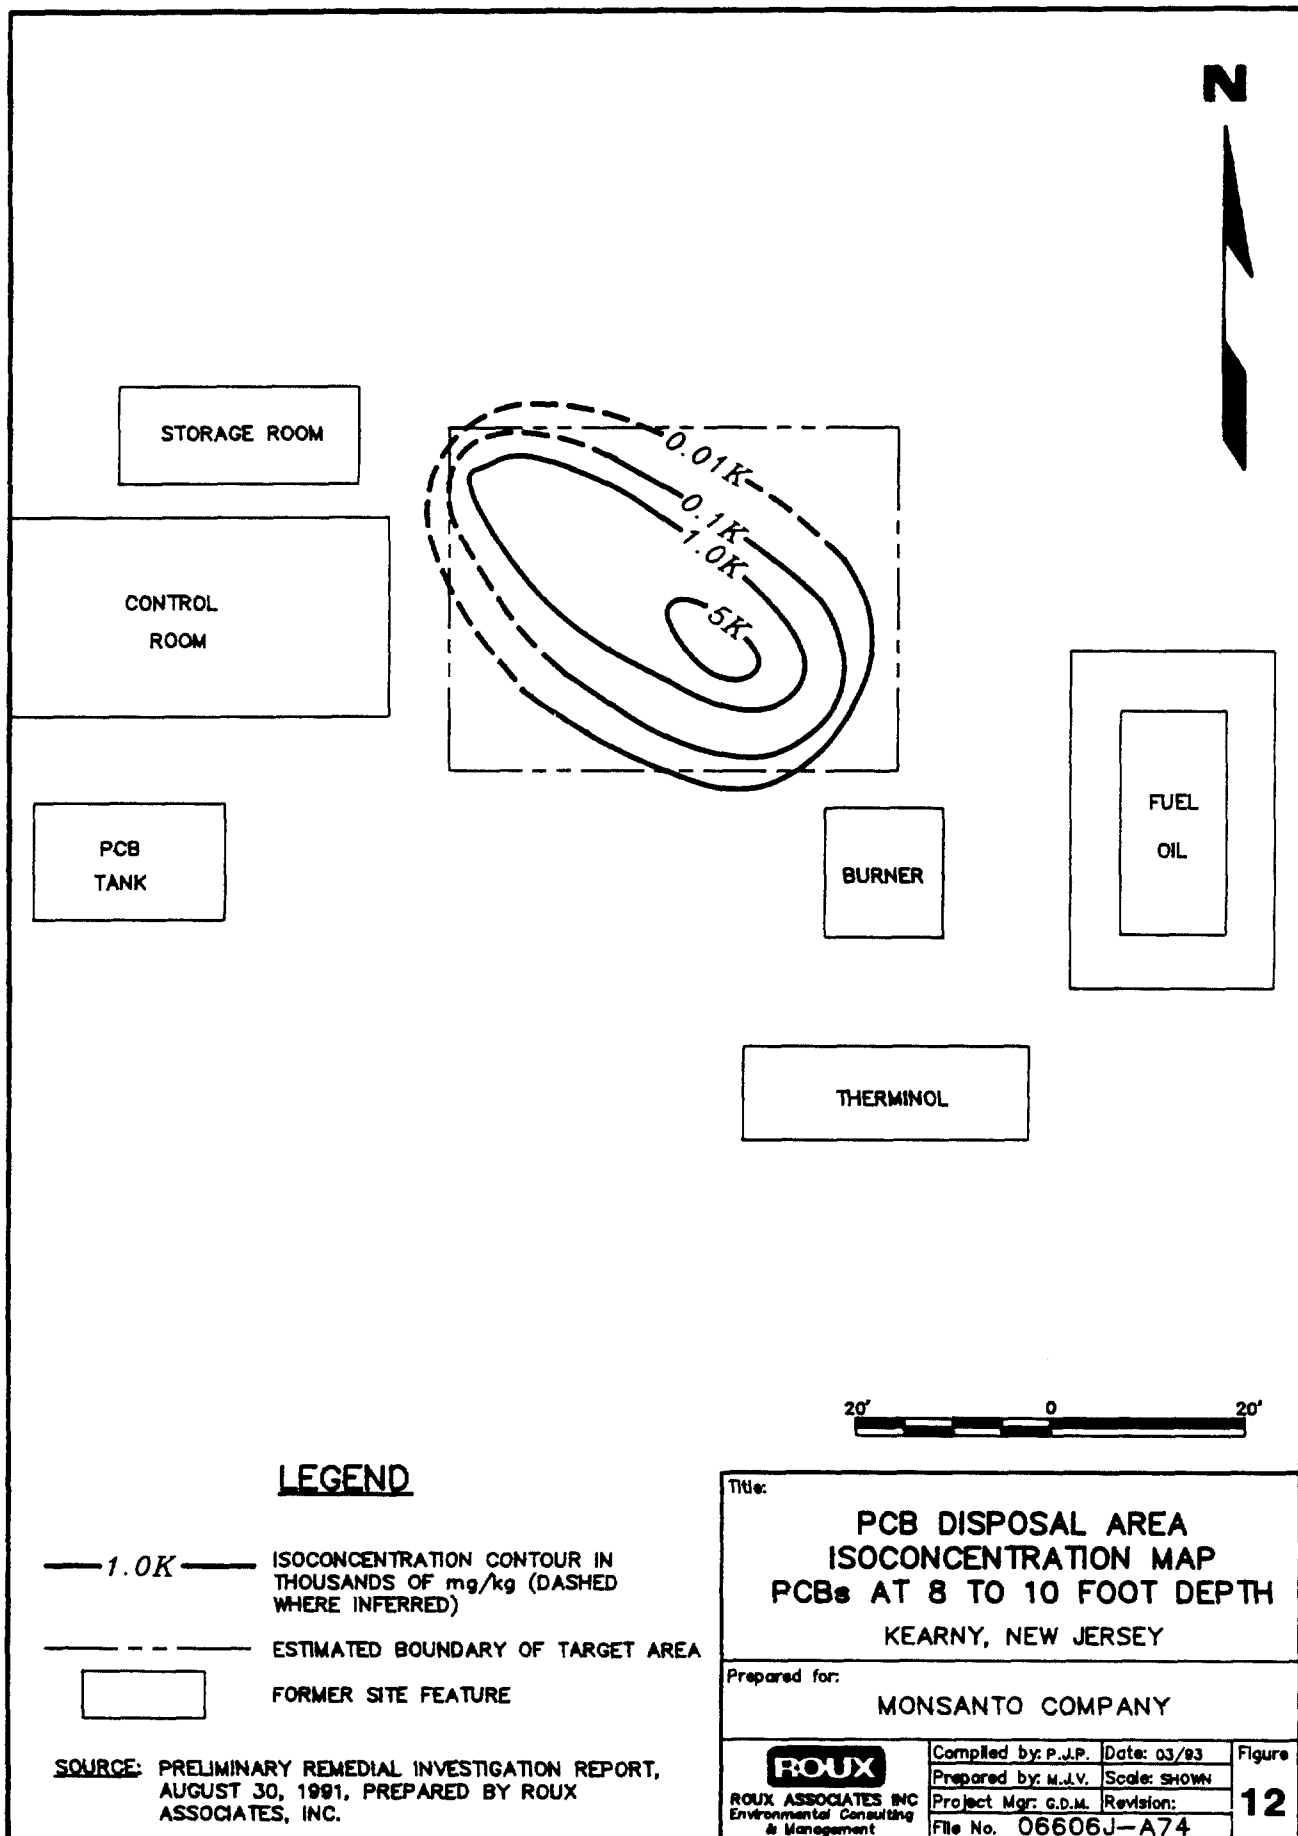 N
STORAGE ROOM
0.01K
0.1K
1.0K
5K
CONTROL
ROOM
PCB
TANK
BURNER
FUEL
OIL
THERMINOL
20' 0 20'
LEGEND
1.0K ISOCONCENTRATION CONTOUR IN
THOUSANDS OF mg/kg (DASHED
WHERE INFERRED)
ESTIMATED BOUNDARY OF TARGET AREA
FORMER SITE FEATURE
SOURCE: PRELIMINARY REMEDIAL INVESTIGATION REPORT,
AUGUST 30, 1991, PREPARED BY ROUX
ASSOCIATES, INC.
Title:
PCB DISPOSAL AREA
ISOCONCENTRATION MAP
PCBs AT 8 TO 10 FOOT DEPTH
KEARNY, NEW JERSEY
Prepared for:
MONSANTO COMPANY
ROUX
ROUX ASSOCIATES INC
Environmental Consulting
& Management
Compiled by: P.J.P. Date: 03/93
Prepared by: M.J.V. Scale: SHOWN
Project Mgr: G.D.M. Revision:
File No. 06606J-A74
Figure
12